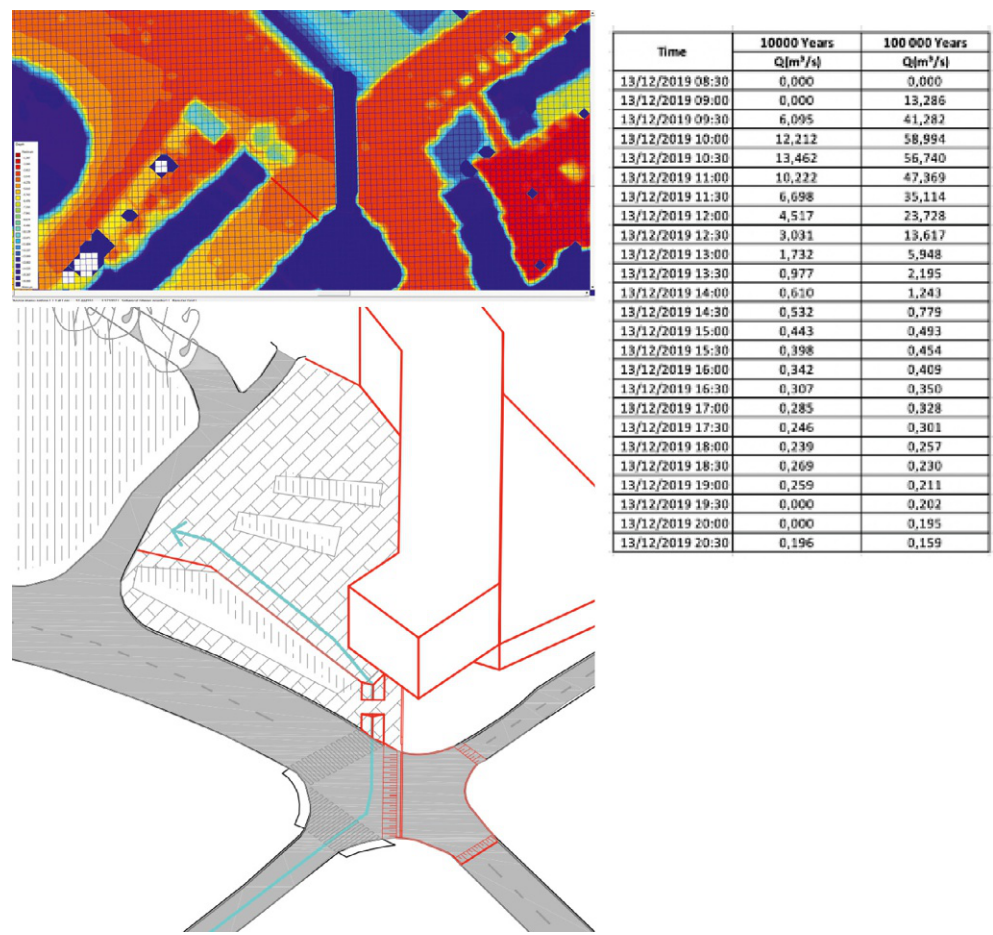 Time 10000 Years 100 000 Years
Q(m³/s) Q(m³/s)
13/12/2019 08:30 0,000 0,000
13/12/2019 09:00 0,000 13,286
13/12/2019 09:30 6,095 41,282
13/12/2019 10:00 12,212 58,994
13/12/2019 10:30 13,462 56,740
13/12/2019 11:00 10,222 47,369
13/12/2019 11:30 6,698 35,114
13/12/2019 12:00 4,517 23,728
13/12/2019 12:30 3,031 13,617
13/12/2019 13:00 1,732 5,948
13/12/2019 13:30 0,977 2,195
13/12/2019 14:00 0,610 1,243
13/12/2019 14:30 0,532 0,779
13/12/2019 15:00 0,443 0,493
13/12/2019 15:30 0,398 0,454
13/12/2019 16:00 0,342 0,409
13/12/2019 16:30 0,307 0,350
13/12/2019 17:00 0,285 0,328
13/12/2019 17:30 0,246 0,301
13/12/2019 18:00 0,239 0,257
13/12/2019 18:30 0,269 0,230
13/12/2019 19:00 0,259 0,211
13/12/2019 19:30 0,000 0,202
13/12/2019 20:00 0,000 0,195
13/12/2019 20:30 0,196 0,159